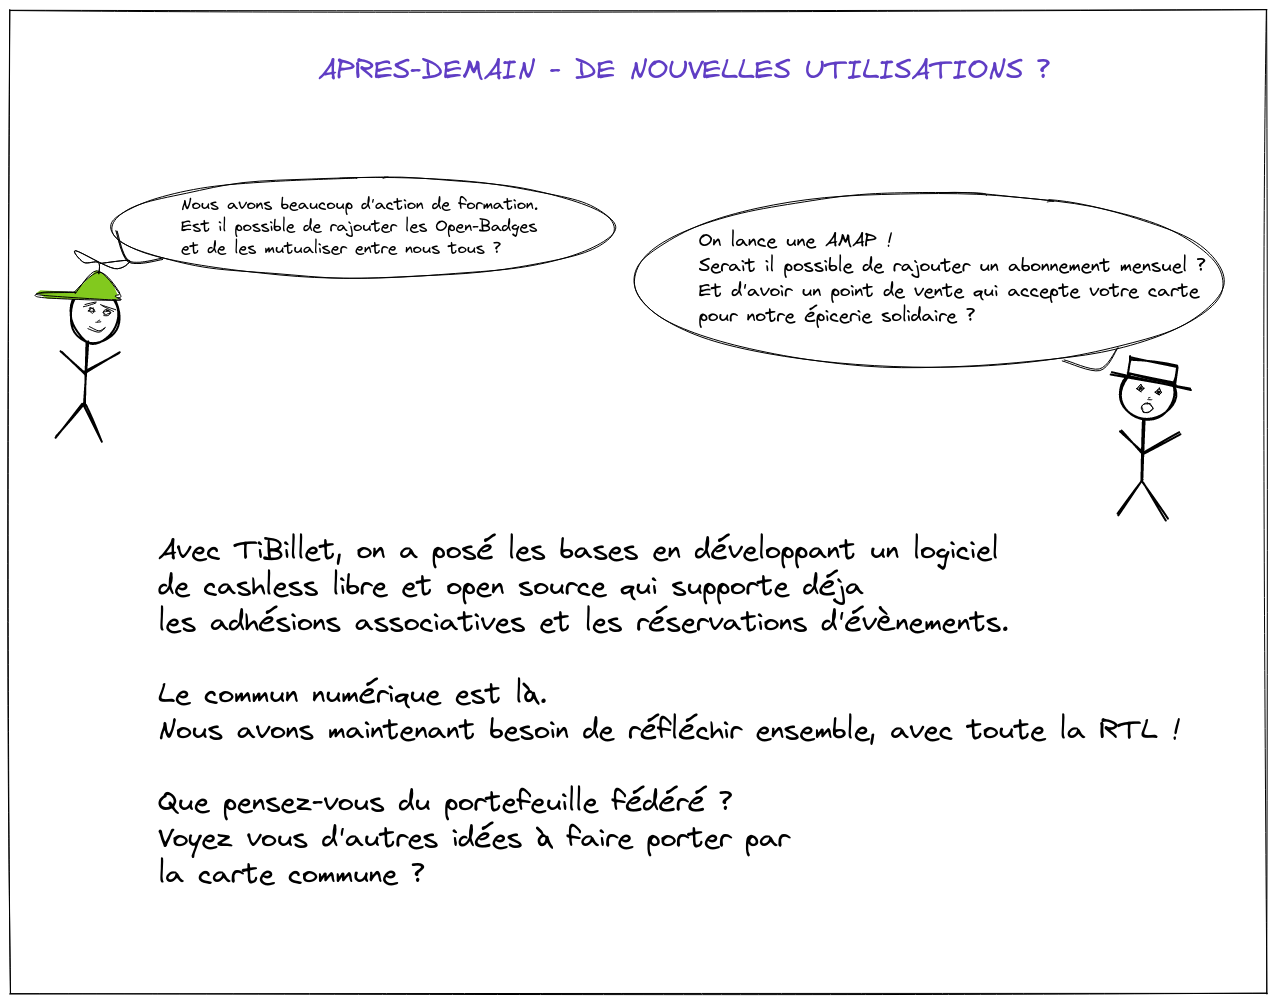 APRES-DEMAIN - DE NOUVELLES UTILISATIONS ?
Nous avons beaucoup d'action de formation.
Est il possible de rajouter les Open-Badges
et de les mutualiser entre nous tous ?
On lance une AMAP !
Serait il possible de rajouter un abonnement mensuel ?
Et d'avoir un point de vente qui accepte votre carte
pour notre épicerie solidaire ?
Avec TiBillet, on a posé les bases en développant un logiciel
de cashless libre et open source qui supporte déja
les adhésions associatives et les réservations d'évènements.
Le commun numérique est là.
Nous avons maintenant besoin de réfléchir ensemble, avec toute la RTL !
Que pensez-vous du portefeuille fédéré ?
Voyez vous d'autres idées à faire porter par
la carte commune ?